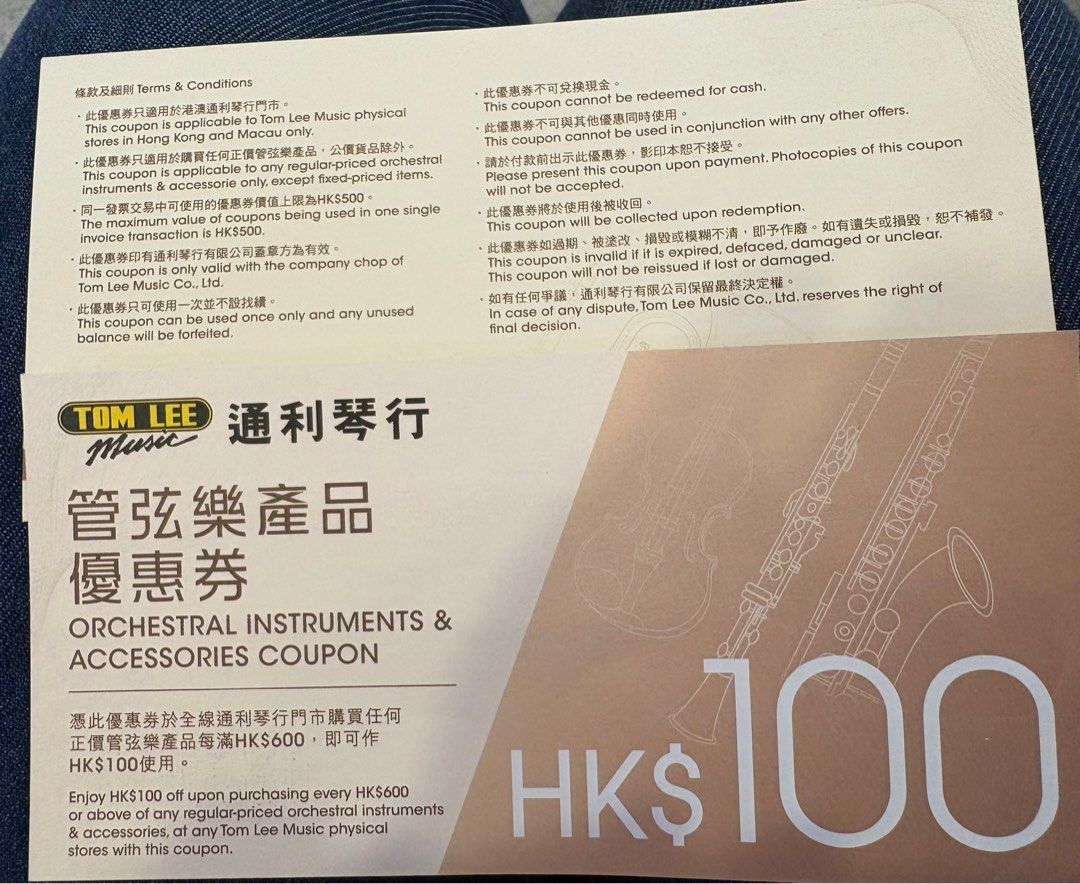 條款及細則 Terms & Conditions
· 此優惠券只適用於港澳通利琴行門市。
This coupon is applicable to Tom Lee Music physical
stores in Hong Kong and Macau only.
· 此優惠券只適用於購買任何正價管弦樂產品，公價貨品除外。
This coupon is applicable to any regular-priced orchestral
instruments & accessorie only, except fixed-priced items.
· 同一發票交易中可使用的優惠券價值上限為HK$500。
The maximum value of coupons being used in one single
invoice transaction is HK$500.
· 此優惠券印有通利琴行有限公司蓋章方為有效。
This coupon is only valid with the company chop of
Tom Lee Music Co., Ltd.
· 此優惠券只可使用一次並不設找續。
This coupon can be used once only and any unused
balance will be forfeited.
· 此優惠券不可兌換現金。
This coupon cannot be redeemed for cash.
· 此優惠券不可與其他優惠同時使用。
This coupon cannot be used in conjunction with any other offers.
· 請於付款前出示此優惠券，影印本恕不接受。
Please present this coupon upon payment. Photocopies of this coupon
will not be accepted.
· 此優惠券將於使用後被收回。
This coupon will be collected upon redemption.
· 此優惠券如過期、被塗改、損毀或模糊不清，即予作廢。如有遺失或損毀，恕不補發。
This coupon is invalid if it is expired, defaced, damaged or unclear.
This coupon will not be reissued if lost or damaged.
· 如有任何爭議，通利琴行有限公司保留最終決定權。
In case of any dispute, Tom Lee Music Co., Ltd. reserves the right of
final decision.
TOM LEE
Music
通利琴行
管弦樂產品
優惠券
ORCHESTRAL INSTRUMENTS &
ACCESSORIES COUPON
憑此優惠券於全線通利琴行門市購買任何
正價管弦樂產品每滿HK$600，即可作
HK$100使用。
Enjoy HK$100 off upon purchasing every HK$600
or above of any regular-priced orchestral instruments
& accessories, at any Tom Lee Music physical
stores with this coupon.
HK$100